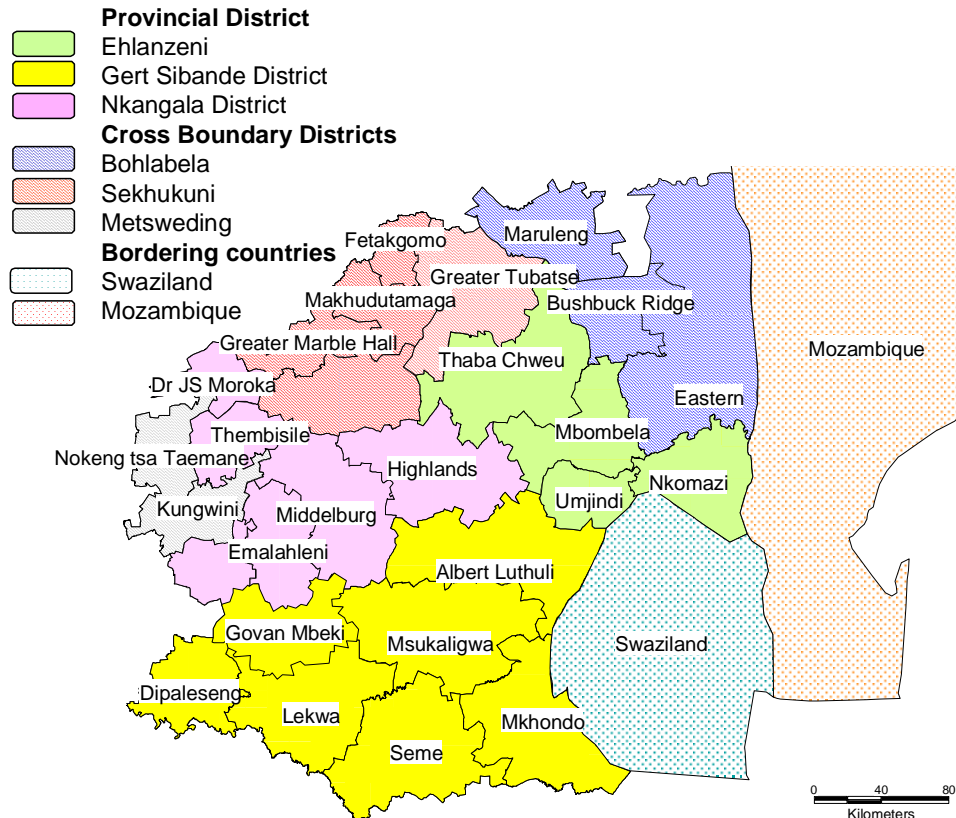 Provincial District
Ehlanzeni
Gert Sibande District
Nkangala District
Cross Boundary Districts
Bohlabela
Sekhukuni
Metsweding
Bordering countries
Swaziland
Mozambique
Maruleng
Fetakgomo
Greater Tubatse
Makhudutamaga
Bushbuck Ridge
Greater Marble Hall
Thaba Chweu
Mozambique
Dr JS Moroka
Eastern
Thembisile
Mbombela
Nokeng tsa Taemane
Highlands
Nkomazi
Kungwini
Middelburg
Umjindi
Emalahleni
Albert Luthuli
Govan Mbeki
Msukaligwa
Swaziland
Dipaleseng
Lekwa
Mkhondo
Seme
0 40 80
Kilometers